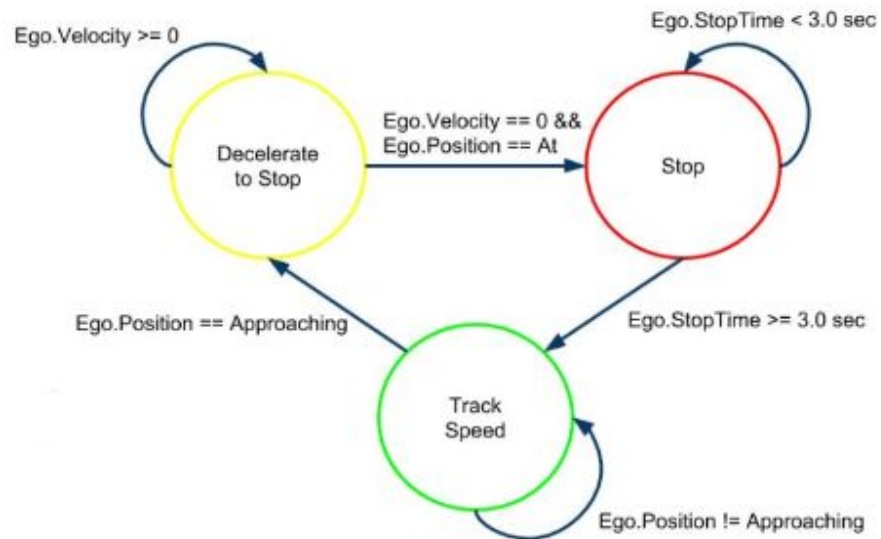 Ego.Velocity >= 0
Ego.StopTime < 3.0 sec
Decelerate
to Stop
Ego.Velocity == 0 &&
Ego.Position == At
Stop
Ego.Position == Approaching
Ego.StopTime >= 3.0 sec
Track
Speed
Ego.Position != Approaching